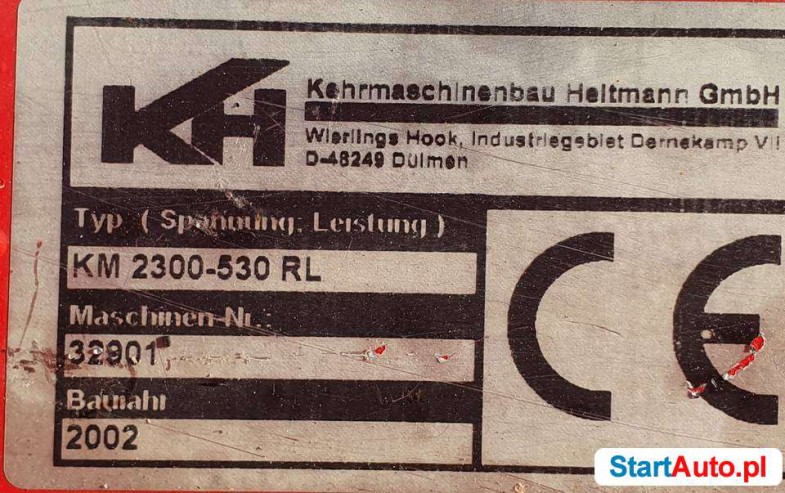 KH
Kehrmaschinenbau Heitmann GmbH
Wierlings Hook, Industriegebiet Dernekamp VII
D-48249 Dülmen
Typ ( Spannung; Leistung )
KM 2300-530 RL
Maschinen-Nr.:
32901
Baujahr
2002
CE
StartAuto.pl